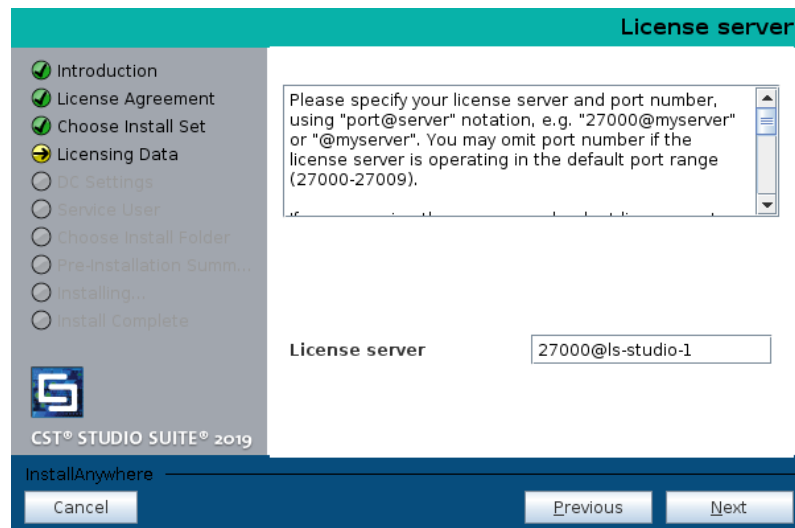 License server
Introduction
License Agreement
Choose Install Set
Licensing Data
DC Settings
Service User
Choose Install Folder
Pre-Installation Summ...
Installing...
Install Complete
Please specify your license server and port number,
using "port@server" notation, e.g. "27000@myserver"
or "@myserver". You may omit port number if the
license server is operating in the default port range
(27000-27009).
License server
27000@ls-studio-1
CST® STUDIO SUITE® 2019
InstallAnywhere
Cancel
Previous
Next